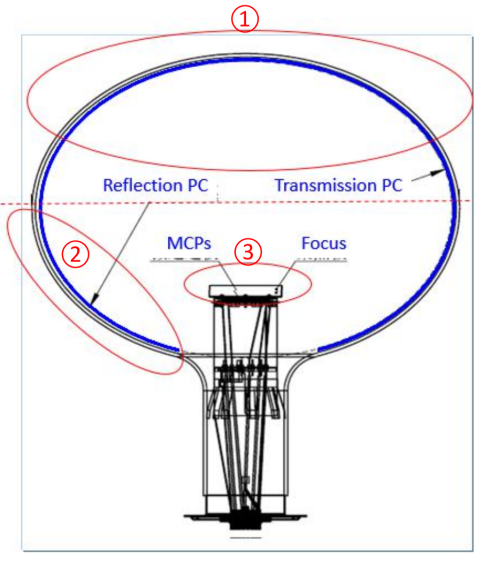 ①
Reflection PC
Transmission PC
②
MCPs
③
Focus